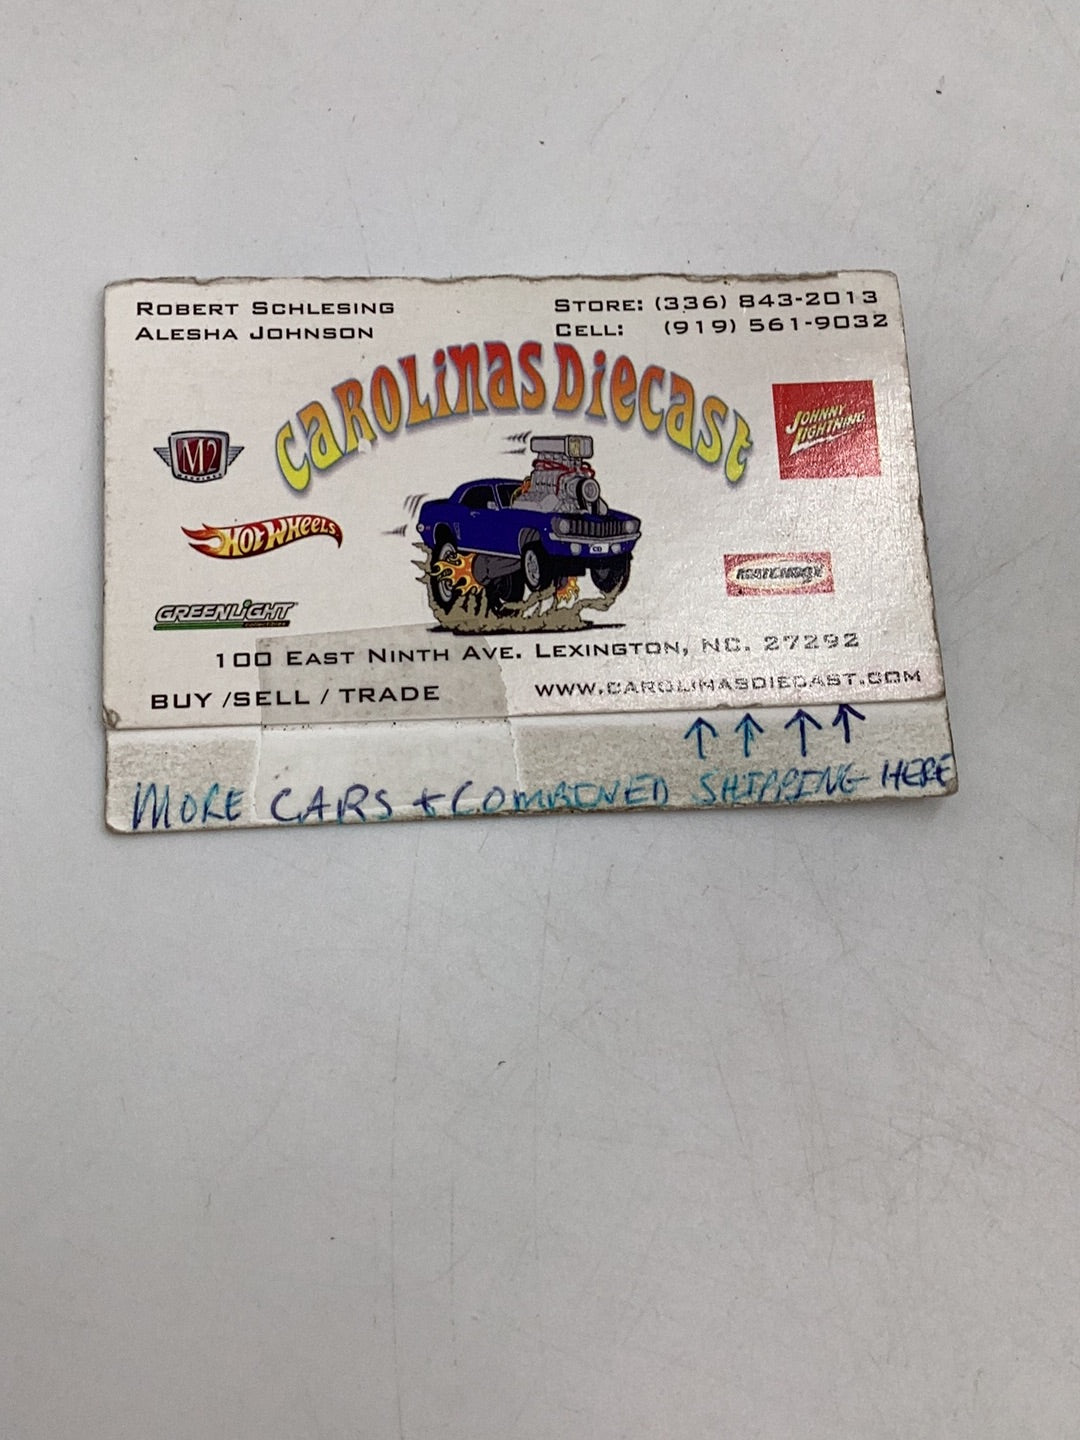 ROBERT SCHLESING
ALESHA JOHNSON
STORE: (336) 843-2013
CELL: (919) 561-9032
CAROLiNAS DiECAST
M2
JOHNNY LIGHTNING
HOT WHEELS
MATCHBOX
GREENLiGHT
collectibles
CD
100 EAST NINTH AVE. LEXINGTON, NC. 27292
BUY /SELL / TRADE
WWW.CAROLINASDIECAST.COM
↑ ↑ ↑ ↑
MORE CARS + COMBINED SHIPPING HERE